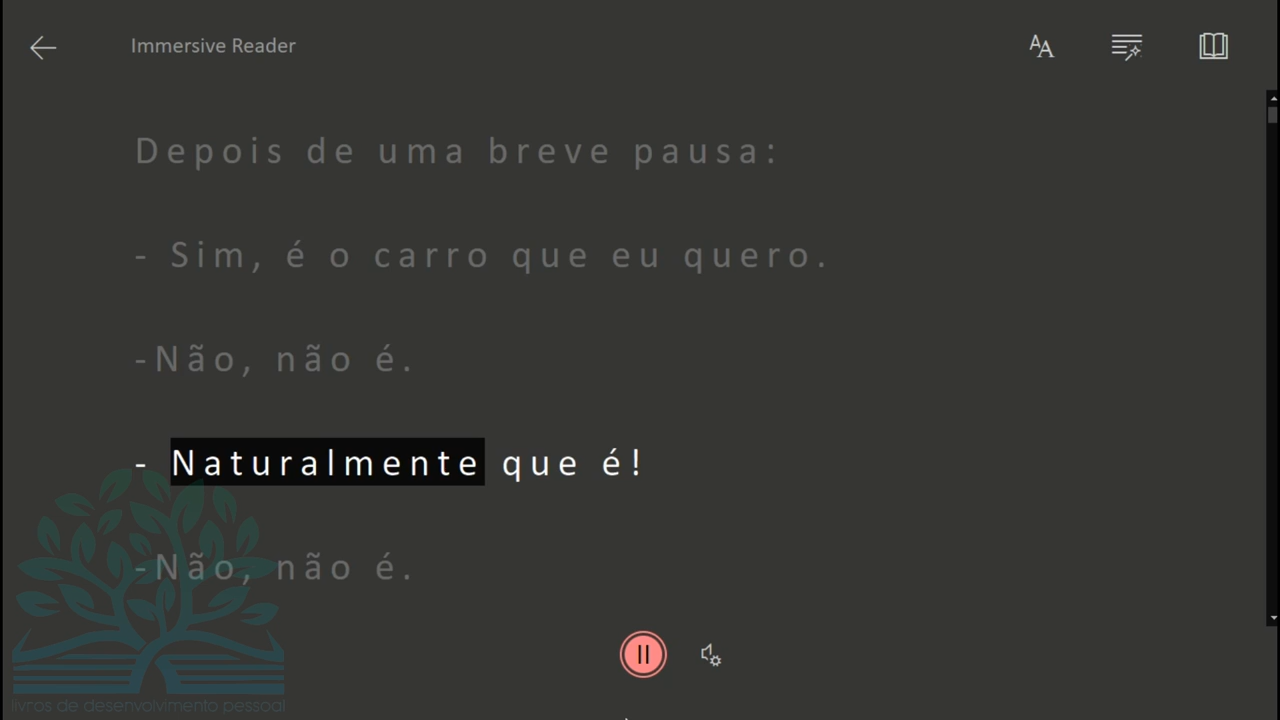 Immersive Reader
Depois de uma breve pausa:
- Sim, é o carro que eu quero.
-Não, não é.
- Naturalmente que é!
-Não, não é.
livros de desenvolvimento pessoal